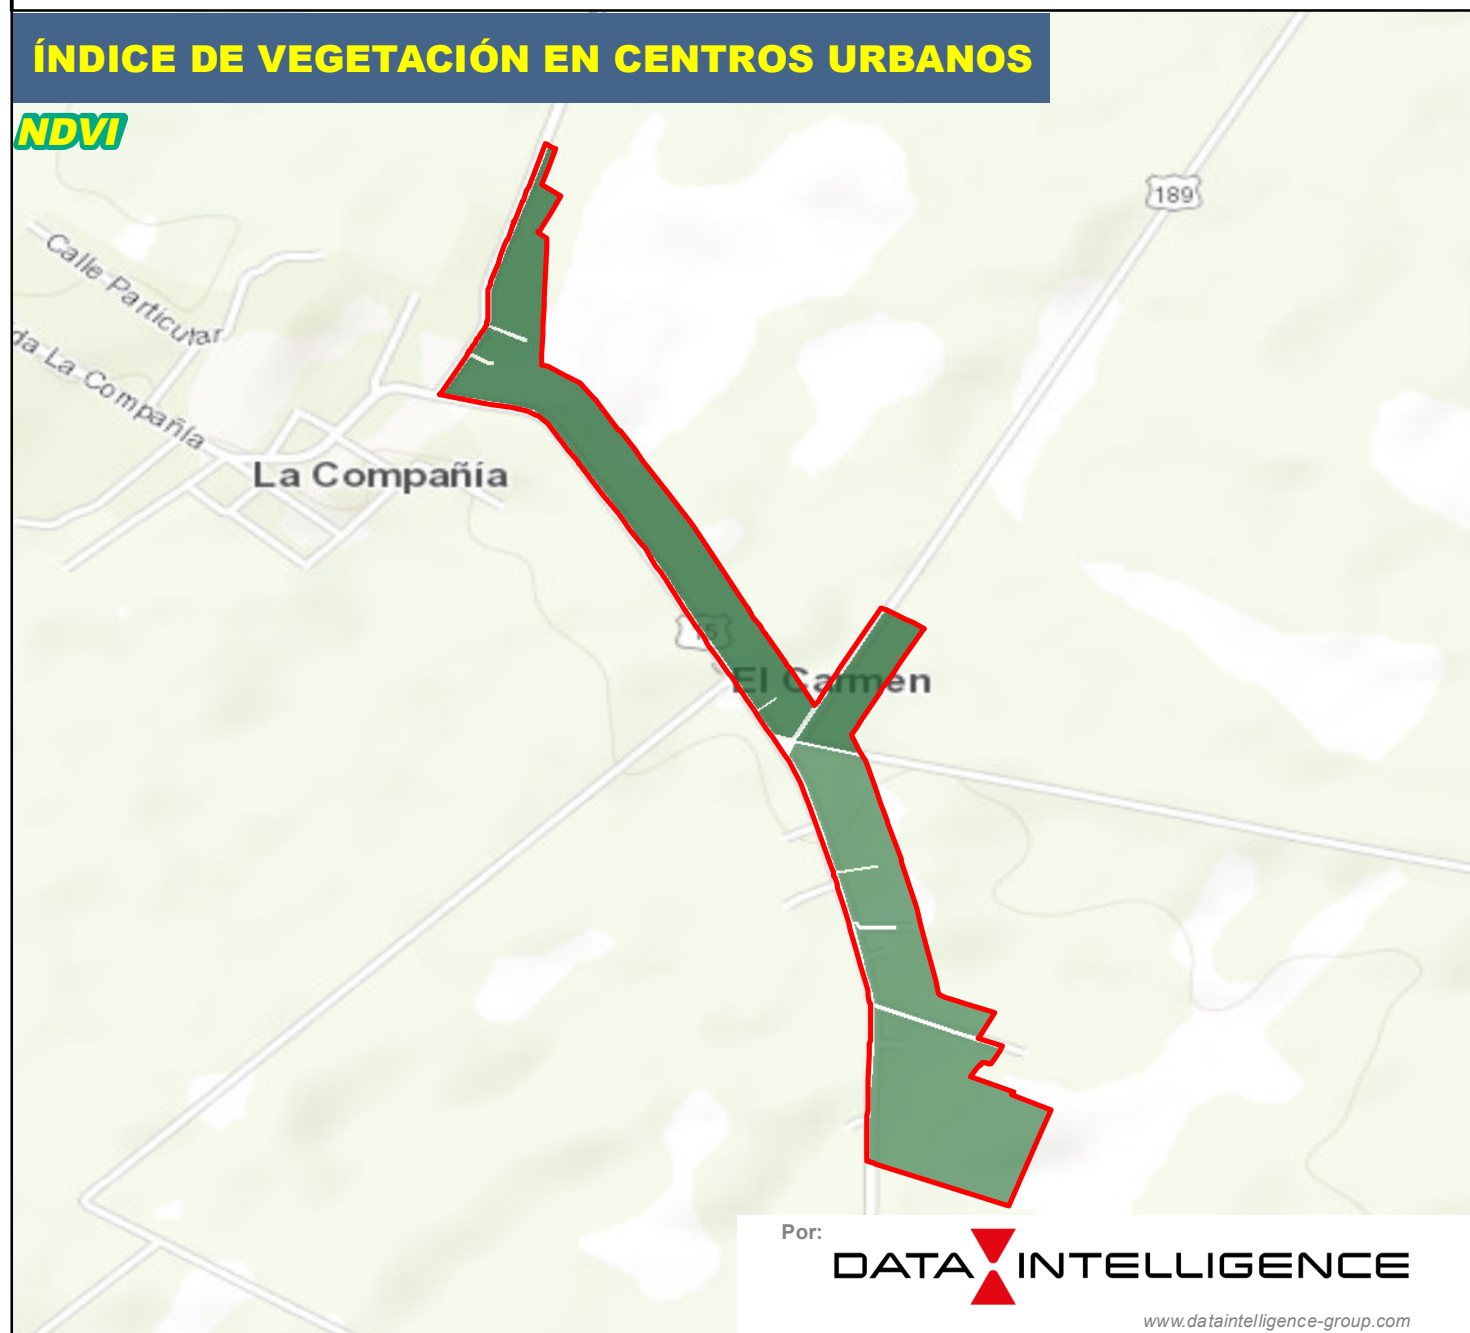 ÍNDICE DE VEGETACIÓN EN CENTROS URBANOS
NDVI
189
Calle Particular
da La Compañía
La Compañía
15
El Carmen
Por:
DATA INTELLIGENCE
www.dataintelligence-group.com